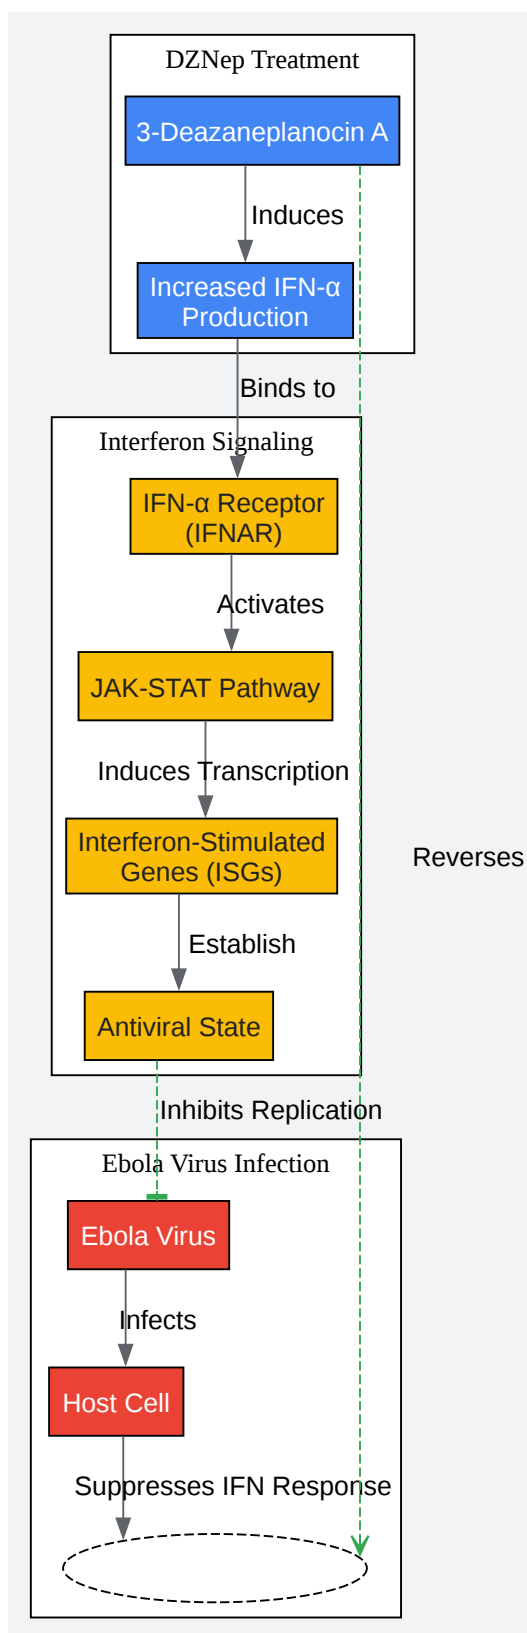 DZNep Treatment
3-Deazaneplanocin A
Induces
Increased IFN-α
Production
Binds to
Interferon Signaling
IFN-α Receptor
(IFNAR)
Activates
JAK-STAT Pathway
Induces Transcription
Interferon-Stimulated
Genes (ISGs)
Reverses
Establish
Antiviral State
Inhibits Replication
Ebola Virus Infection
Ebola Virus
Infects
Host Cell
Suppresses IFN Response